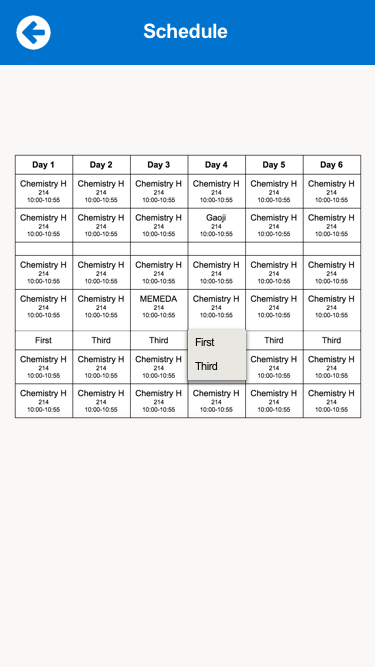 Schedule
Day 1 Day 2 Day 3 Day 4 Day 5 Day 6
Chemistry H Chemistry H Chemistry H Chemistry H Chemistry H Chemistry H
214 214 214 214 214 214
10:00-10:55 10:00-10:55 10:00-10:55 10:00-10:55 10:00-10:55 10:00-10:55
Chemistry H Chemistry H Chemistry H Gaoji Chemistry H Chemistry H
214 214 214 214 214 214
10:00-10:55 10:00-10:55 10:00-10:55 10:00-10:55 10:00-10:55 10:00-10:55
Chemistry H Chemistry H Chemistry H Chemistry H Chemistry H Chemistry H
214 214 214 214 214 214
10:00-10:55 10:00-10:55 10:00-10:55 10:00-10:55 10:00-10:55 10:00-10:55
Chemistry H Chemistry H MEMEDA Chemistry H Chemistry H Chemistry H
214 214 214 214 214 214
10:00-10:55 10:00-10:55 10:00-10:55 10:00-10:55 10:00-10:55 10:00-10:55
First Third Third First Third Third
Third
Chemistry H Chemistry H Chemistry H Chemistry H Chemistry H
214 214 214 214 214
10:00-10:55 10:00-10:55 10:00-10:55 10:00-10:55 10:00-10:55
Chemistry H Chemistry H Chemistry H Chemistry H Chemistry H Chemistry H
214 214 214 214 214 214
10:00-10:55 10:00-10:55 10:00-10:55 10:00-10:55 10:00-10:55 10:00-10:55